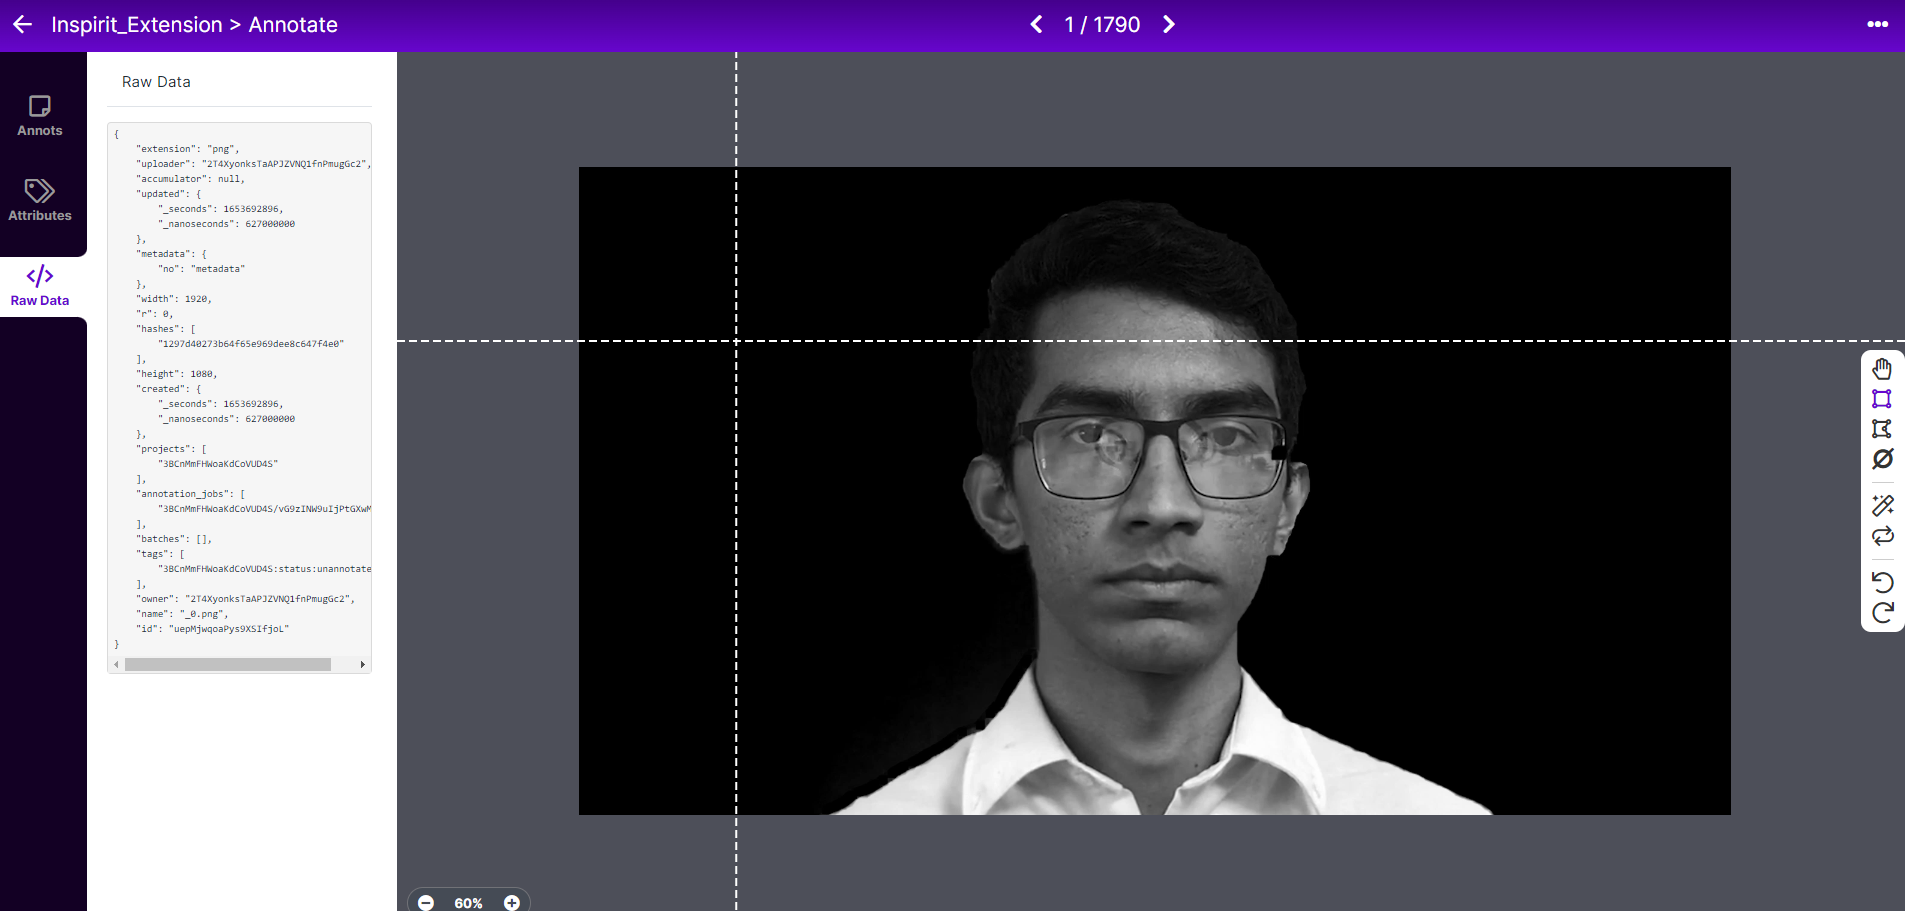 Inspirit_Extension > Annotate
1 / 1790
Annots
Attributes
Raw Data
Raw Data
{
"extension": "png",
"uploader": "2T4XyonksTaAPJZVNQ1fnPmugGc2",
"accumulator": null,
"updated": {
"_seconds": 1653692896,
"_nanoseconds": 627000000
},
"metadata": {
"no": "metadata"
},
"width": 1920,
"r": 0,
"hashes": [
"1297d40273b64f65e969dee8c647f4e0"
],
"height": 1080,
"created": {
"_seconds": 1653692896,
"_nanoseconds": 627000000
},
"projects": [
"3BCnMmFHWoaKdCoVUD4S"
],
"annotation_jobs": [
"3BCnMmFHWoaKdCoVUD4S/vG9zINW9uIjPtGXwM
],
"batches": [],
"tags": [
"3BCnMmFHWoaKdCoVUD4S:status:unannotate
],
"owner": "2T4XyonksTaAPJZVNQ1fnPmugGc2",
"name": "_0.png",
"id": "uepMjwqoaPys9XSIfjoL"
}
60%